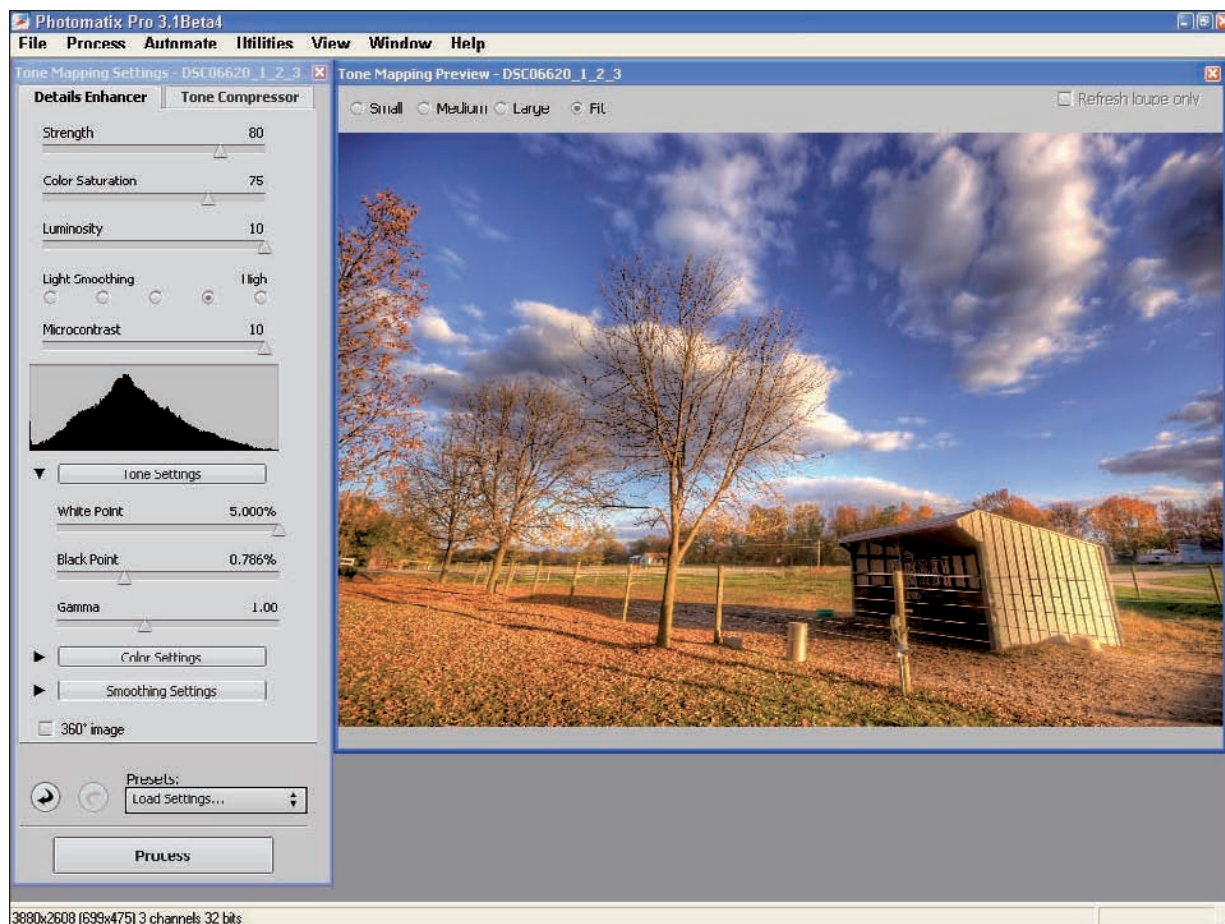 Photomatix Pro 3.1Beta4
File Process Automate Utilities View Window Help
Tone Mapping Settings - DSC06620_1_2_3
Details Enhancer Tone Compressor
Strength 80
Color Saturation 75
Luminosity 10
Light Smoothing High
Microcontrast 10
Tone Settings
White Point 5.000%
Black Point 0.786%
Gamma 1.00
Color Settings
Smoothing Settings
360° image
Presets:
Load Settings...
Process
Tone Mapping Preview - DSC06620_1_2_3
Small Medium Large Fit
Refresh loupe only
3880x2608 (699x475) 3 channels 32 bits